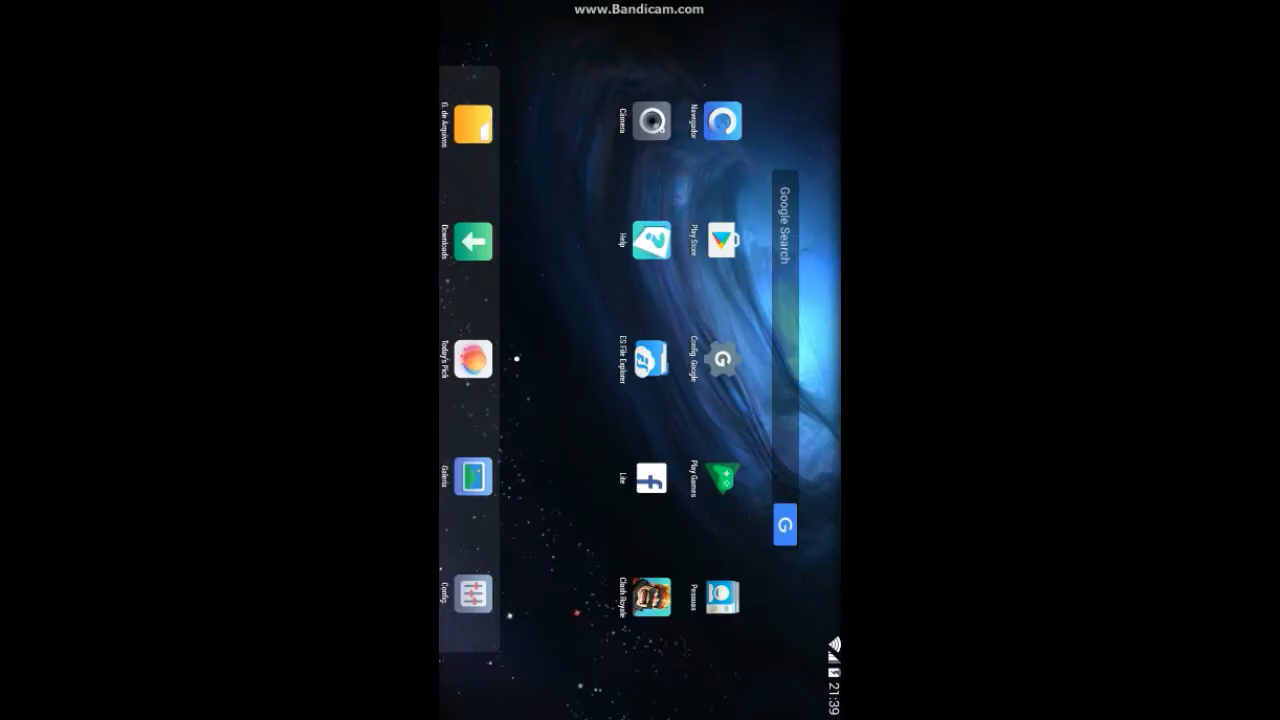 www.Bandicam.com
21:39
Google Search
G
Navegador
Play Store
Config. Google
Play Games
Pessoas
Câmera
Help
ES File Explorer
Lite
Clash Royale
de Arquivos
Downloads
Today's Pick
Galeria
Config.